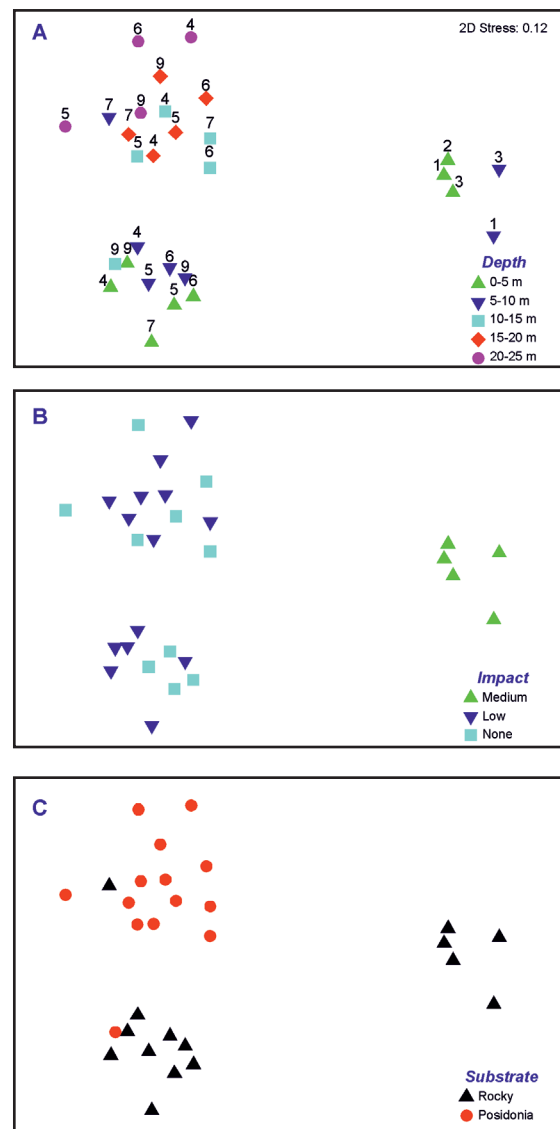 A
2D Stress: 0.12
6 4
9
6
5 7 9 4
7 5 7
5 4 6
2
1 3 3
1
4
9 9 6 9
4 5 5 6
7
Depth
0-5 m
5-10 m
10-15 m
15-20 m
20-25 m
B
Impact
Medium
Low
None
C
Substrate
Rocky
Posidonia